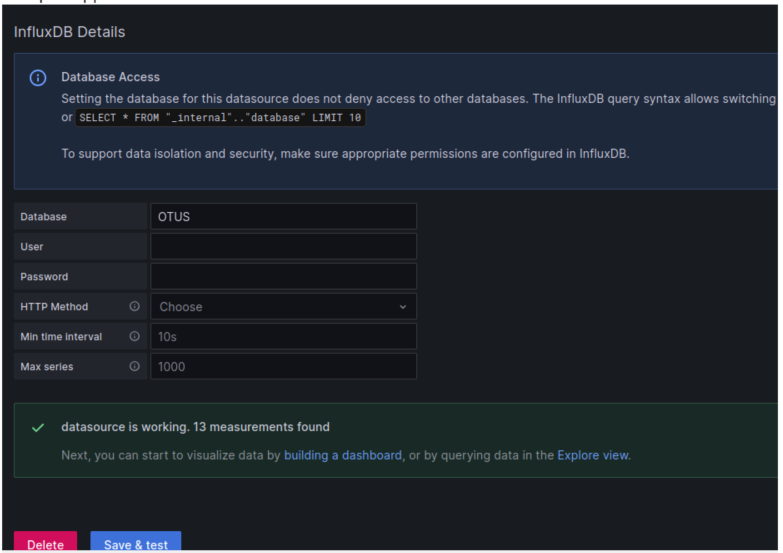 InfluxDB Details
Database Access
Setting the database for this datasource does not deny access to other databases. The InfluxDB query syntax allows switching
or SELECT * FROM "_internal".."database" LIMIT 10
To support data isolation and security, make sure appropriate permissions are configured in InfluxDB.
Database OTUS
User
Password
HTTP Method Choose
Min time interval 10s
Max series 1000
datasource is working. 13 measurements found
Next, you can start to visualize data by building a dashboard, or by querying data in the Explore view.
Delete Save & test